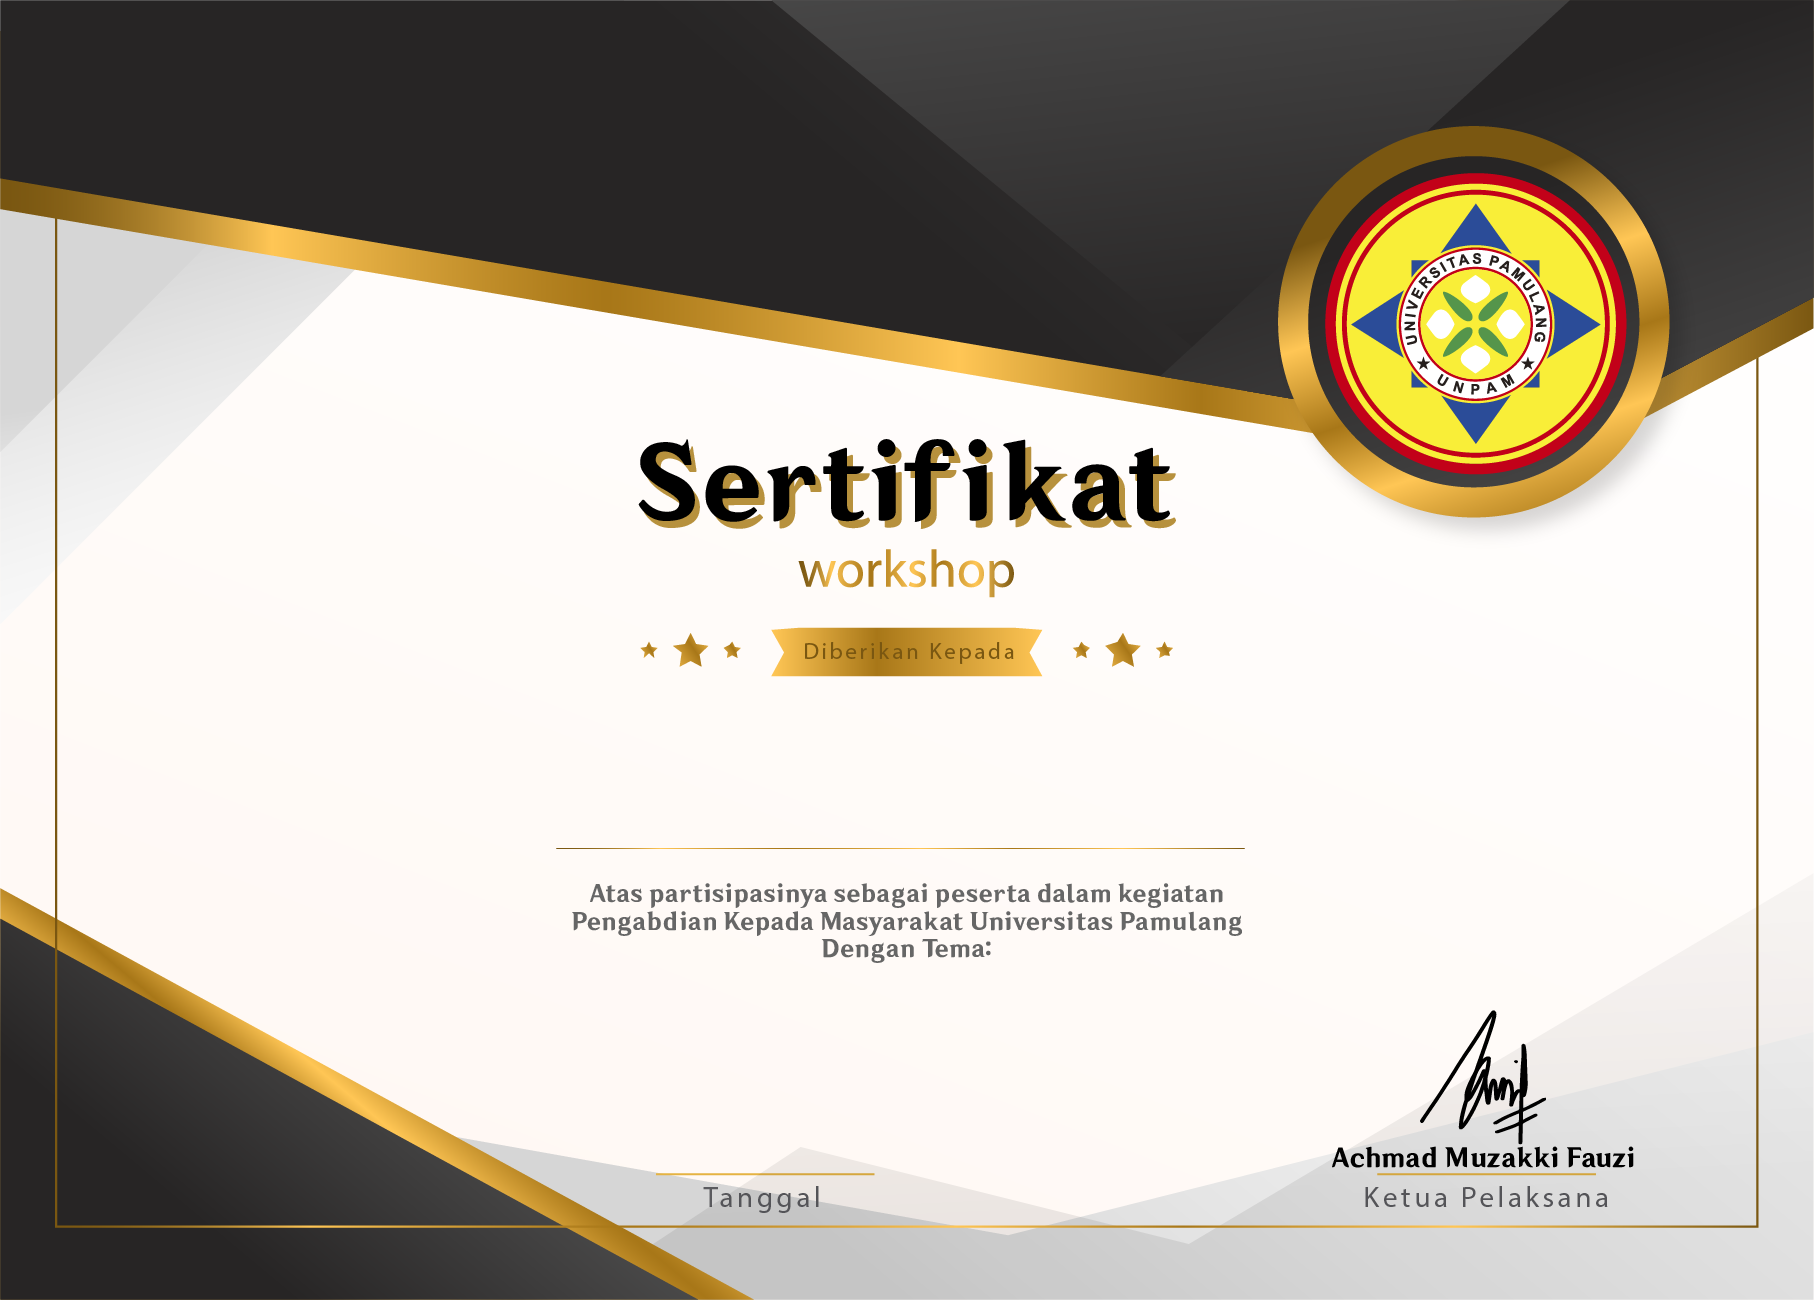 UNIVERSITAS PAMULANG
UNPAM
Sertifikat
workshop
Diberikan Kepada
Atas partisipasinya sebagai peserta dalam kegiatan
Pengabdian Kepada Masyarakat Universitas Pamulang
Dengan Tema:
Achmad Muzakki Fauzi
Tanggal
Ketua Pelaksana